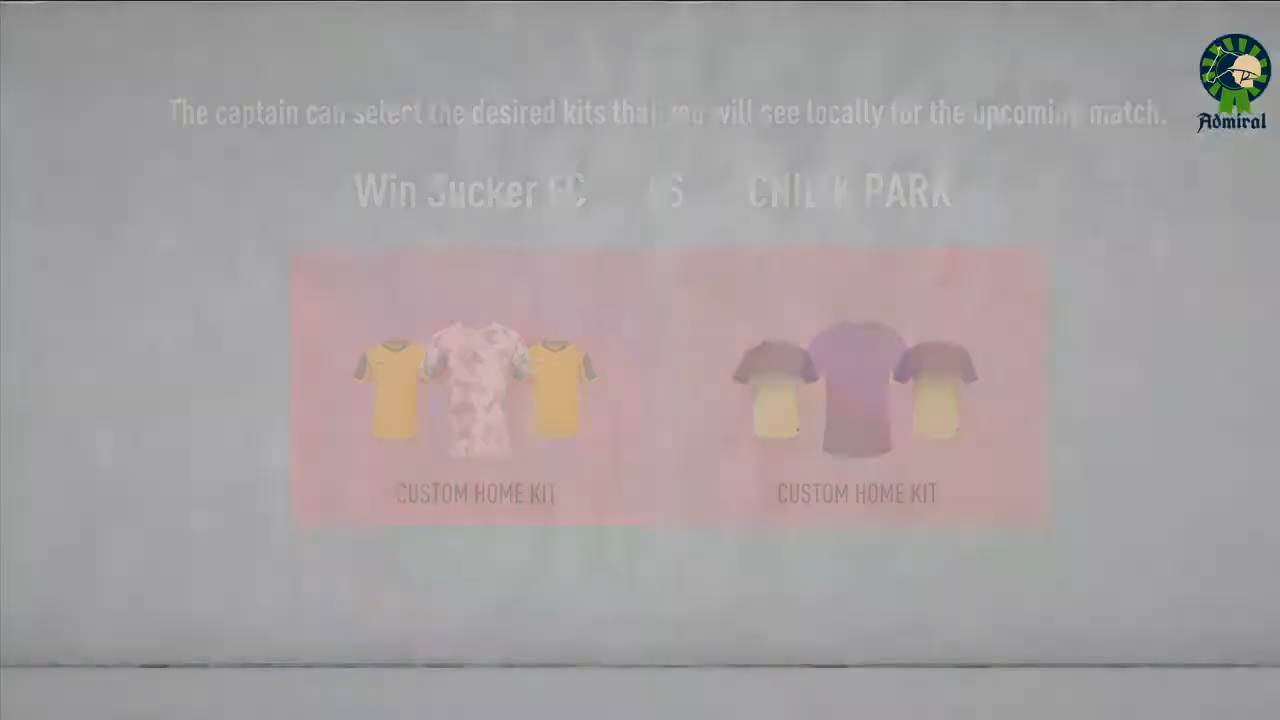 The captain can select the desired kits that you will see locally for the upcoming match.
Win Sucker FC VS PARK
CUSTOM HOME KIT CUSTOM HOME KIT
Admiral